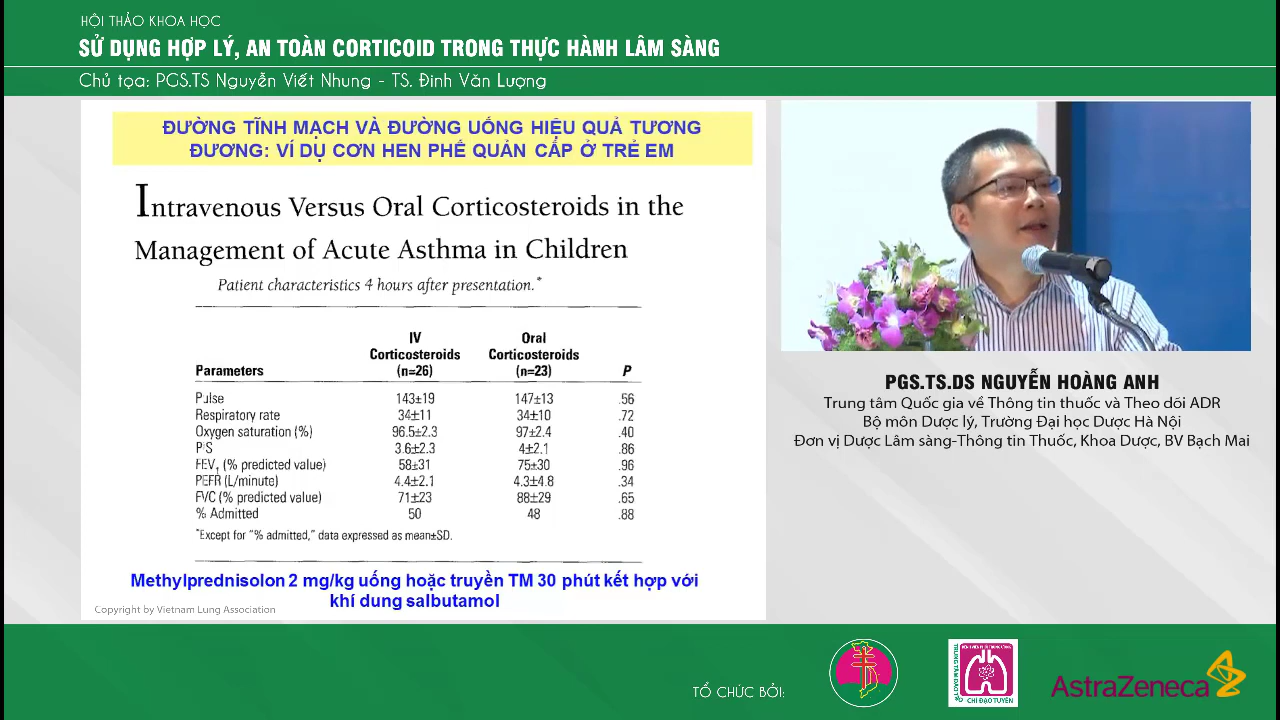 HỘI THẢO KHOA HỌC
SỬ DỤNG HỢP LÝ, AN TOÀN CORTICOID TRONG THỰC HÀNH LÂM SÀNG
Chủ tọa: PGS.TS Nguyễn Viết Nhung - TS. Đinh Văn Lượng
ĐƯỜNG TĨNH MẠCH VÀ ĐƯỜNG UỐNG HIỆU QUẢ TƯƠNG
ĐƯƠNG: VÍ DỤ CƠN HEN PHẾ QUẢN CẤP Ở TRẺ EM
Intravenous Versus Oral Corticosteroids in the
Management of Acute Asthma in Children
Patient characteristics 4 hours after presentation.*
Parameters IV Corticosteroids (n=26) Oral Corticosteroids (n=23) P
Pulse 143±19 147±13 .56
Respiratory rate 34±11 34±10 .72
Oxygen saturation (%) 96.5±2.3 97±2.4 .40
PIS 3.6±2.3 4±2.1 .86
FEV₁ (% predicted value) 58±31 75±30 .96
PEFR (L/minute) 4.4±2.1 4.3±4.8 .34
FVC (% predicted value) 71±23 88±29 .65
% Admitted 50 48 .88
*Except for "% admitted," data expressed as mean±SD.
Methylprednisolon 2 mg/kg uống hoặc truyền TM 30 phút kết hợp với
khí dung salbutamol
Copyright by Vietnam Lung Association
PGS.TS.DS NGUYỄN HOÀNG ANH
Trung tâm Quốc gia về Thông tin thuốc và Theo dõi ADR
Bộ môn Dược lý, Trường Đại học Dược Hà Nội
Đơn vị Dược Lâm sàng-Thông tin Thuốc, Khoa Dược, BV Bạch Mai
TỔ CHỨC BỞI:
CHỈ ĐẠO TUYẾN
AstraZeneca